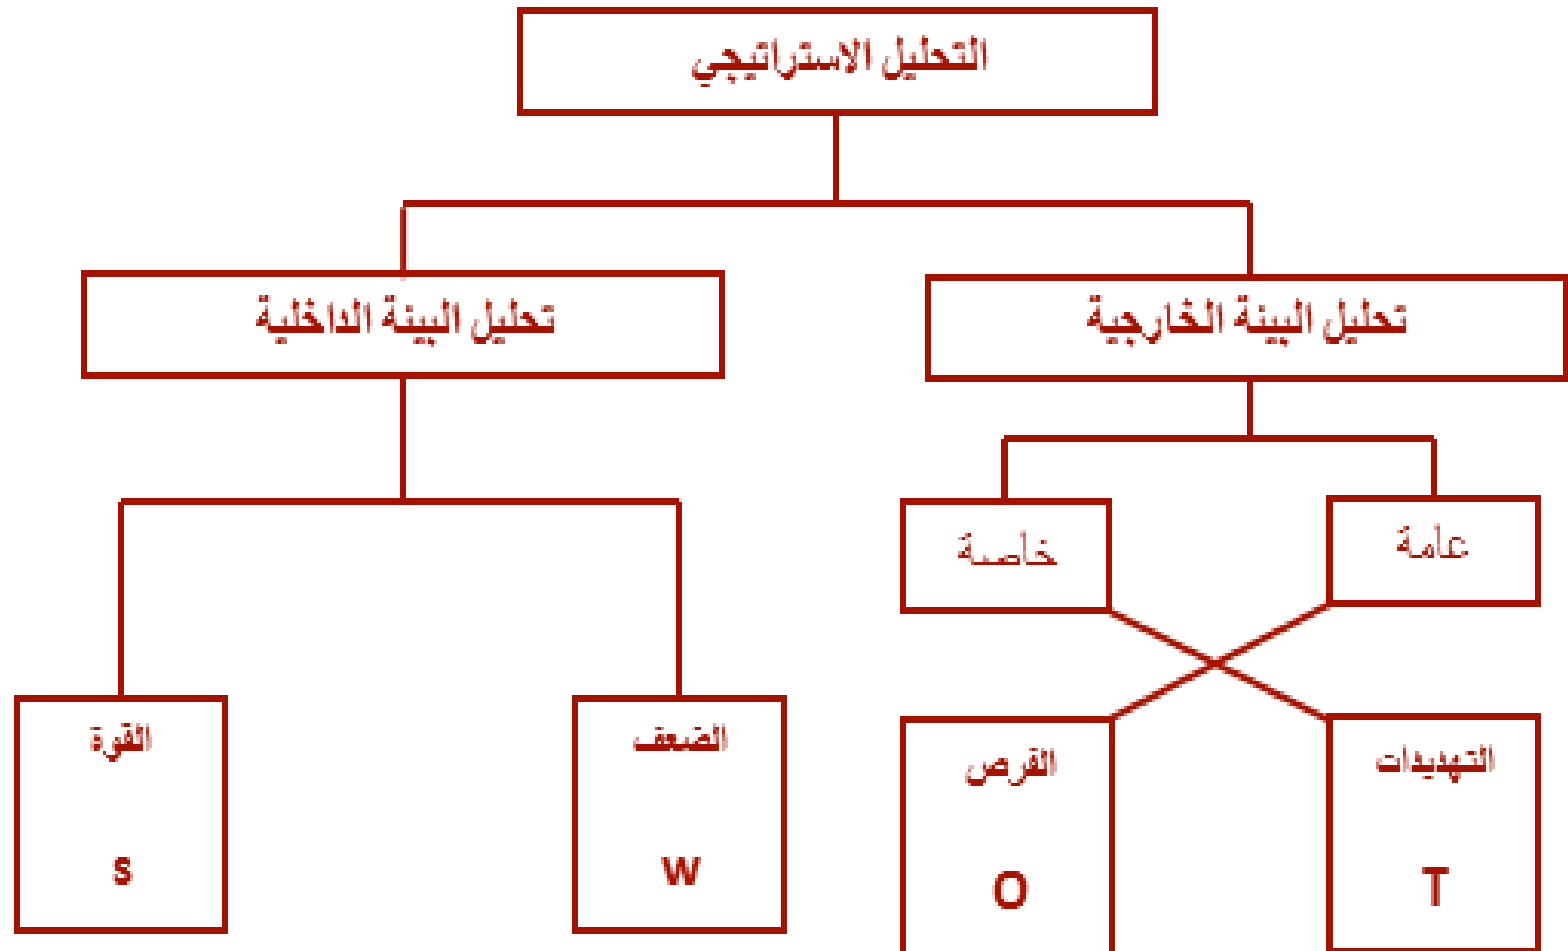 التحليل الاستراتيجي
تحليل البيئة الخارجية
تحليل البيئة الداخلية
عامة
خاصة
التهديدات
T
الفرص
O
الضعف
W
القوة
S